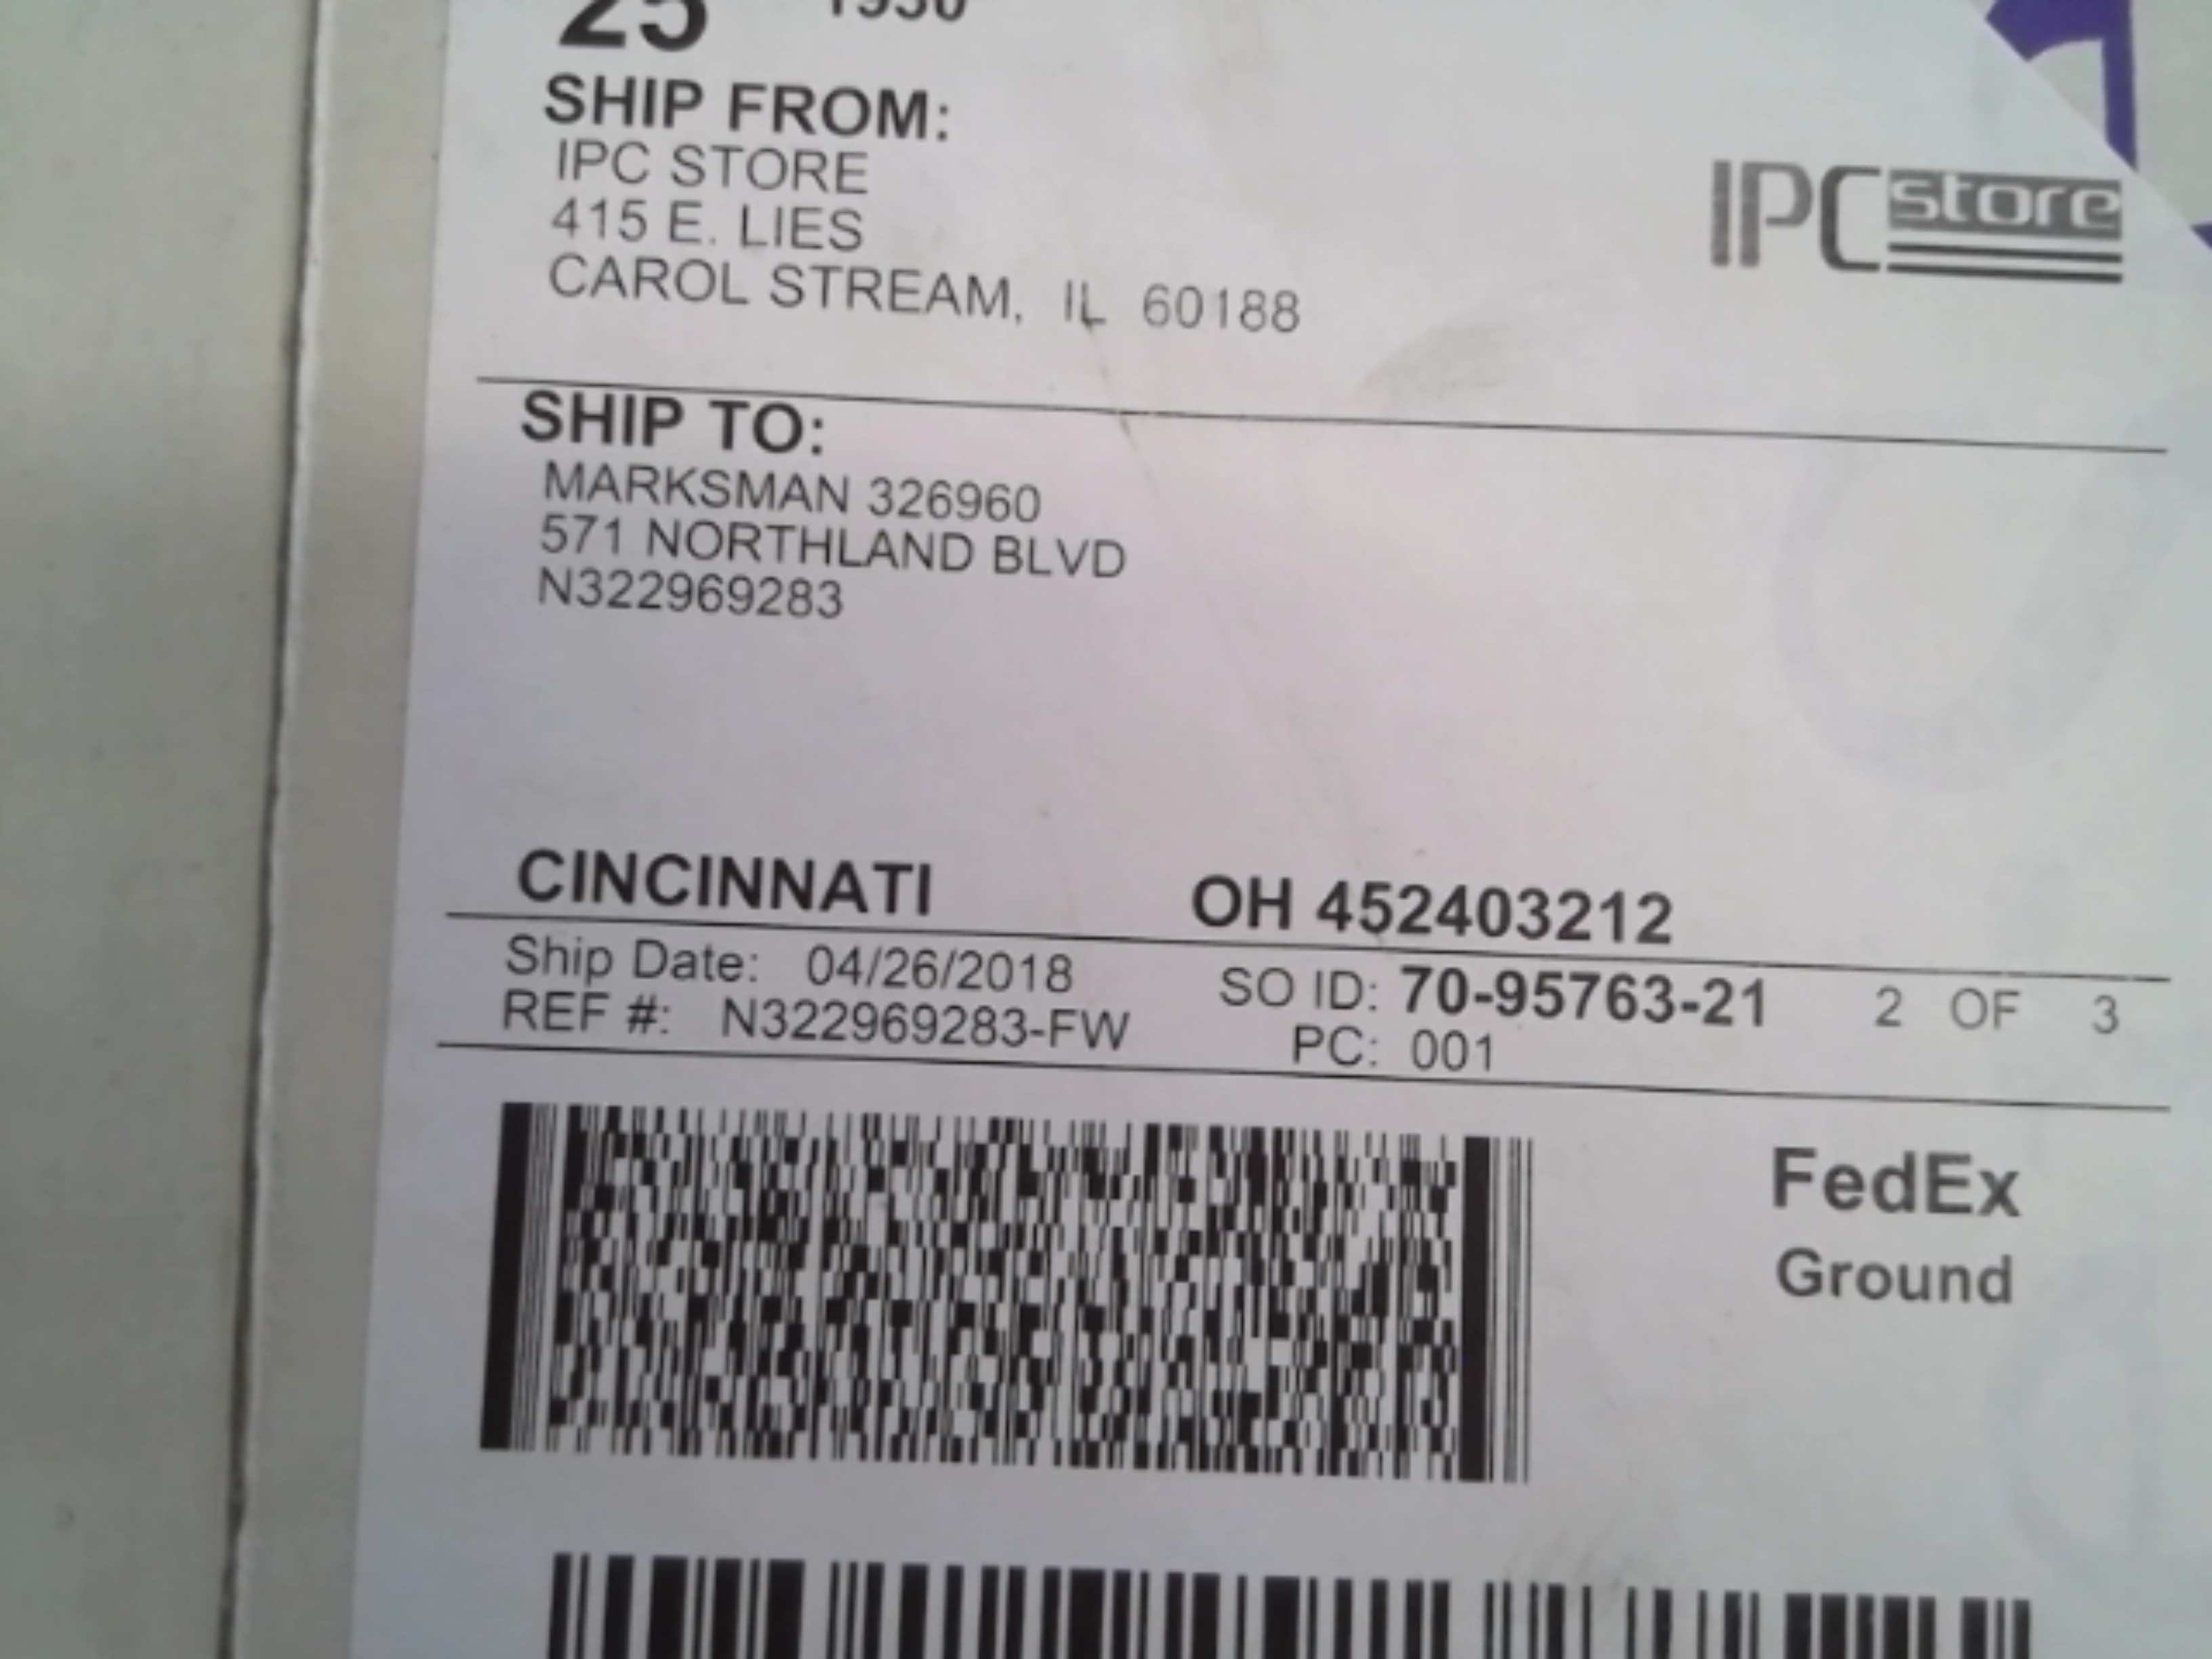 25 1930
SHIP FROM:
IPC STORE
415 E. LIES
CAROL STREAM, IL 60188
IPC store
SHIP TO:
MARKSMAN 326960
571 NORTHLAND BLVD
N322969283
CINCINNATI OH 452403212
Ship Date: 04/26/2018 SO ID: 70-95763-21 2 OF 3
REF #: N322969283-FW PC: 001
FedEx
Ground